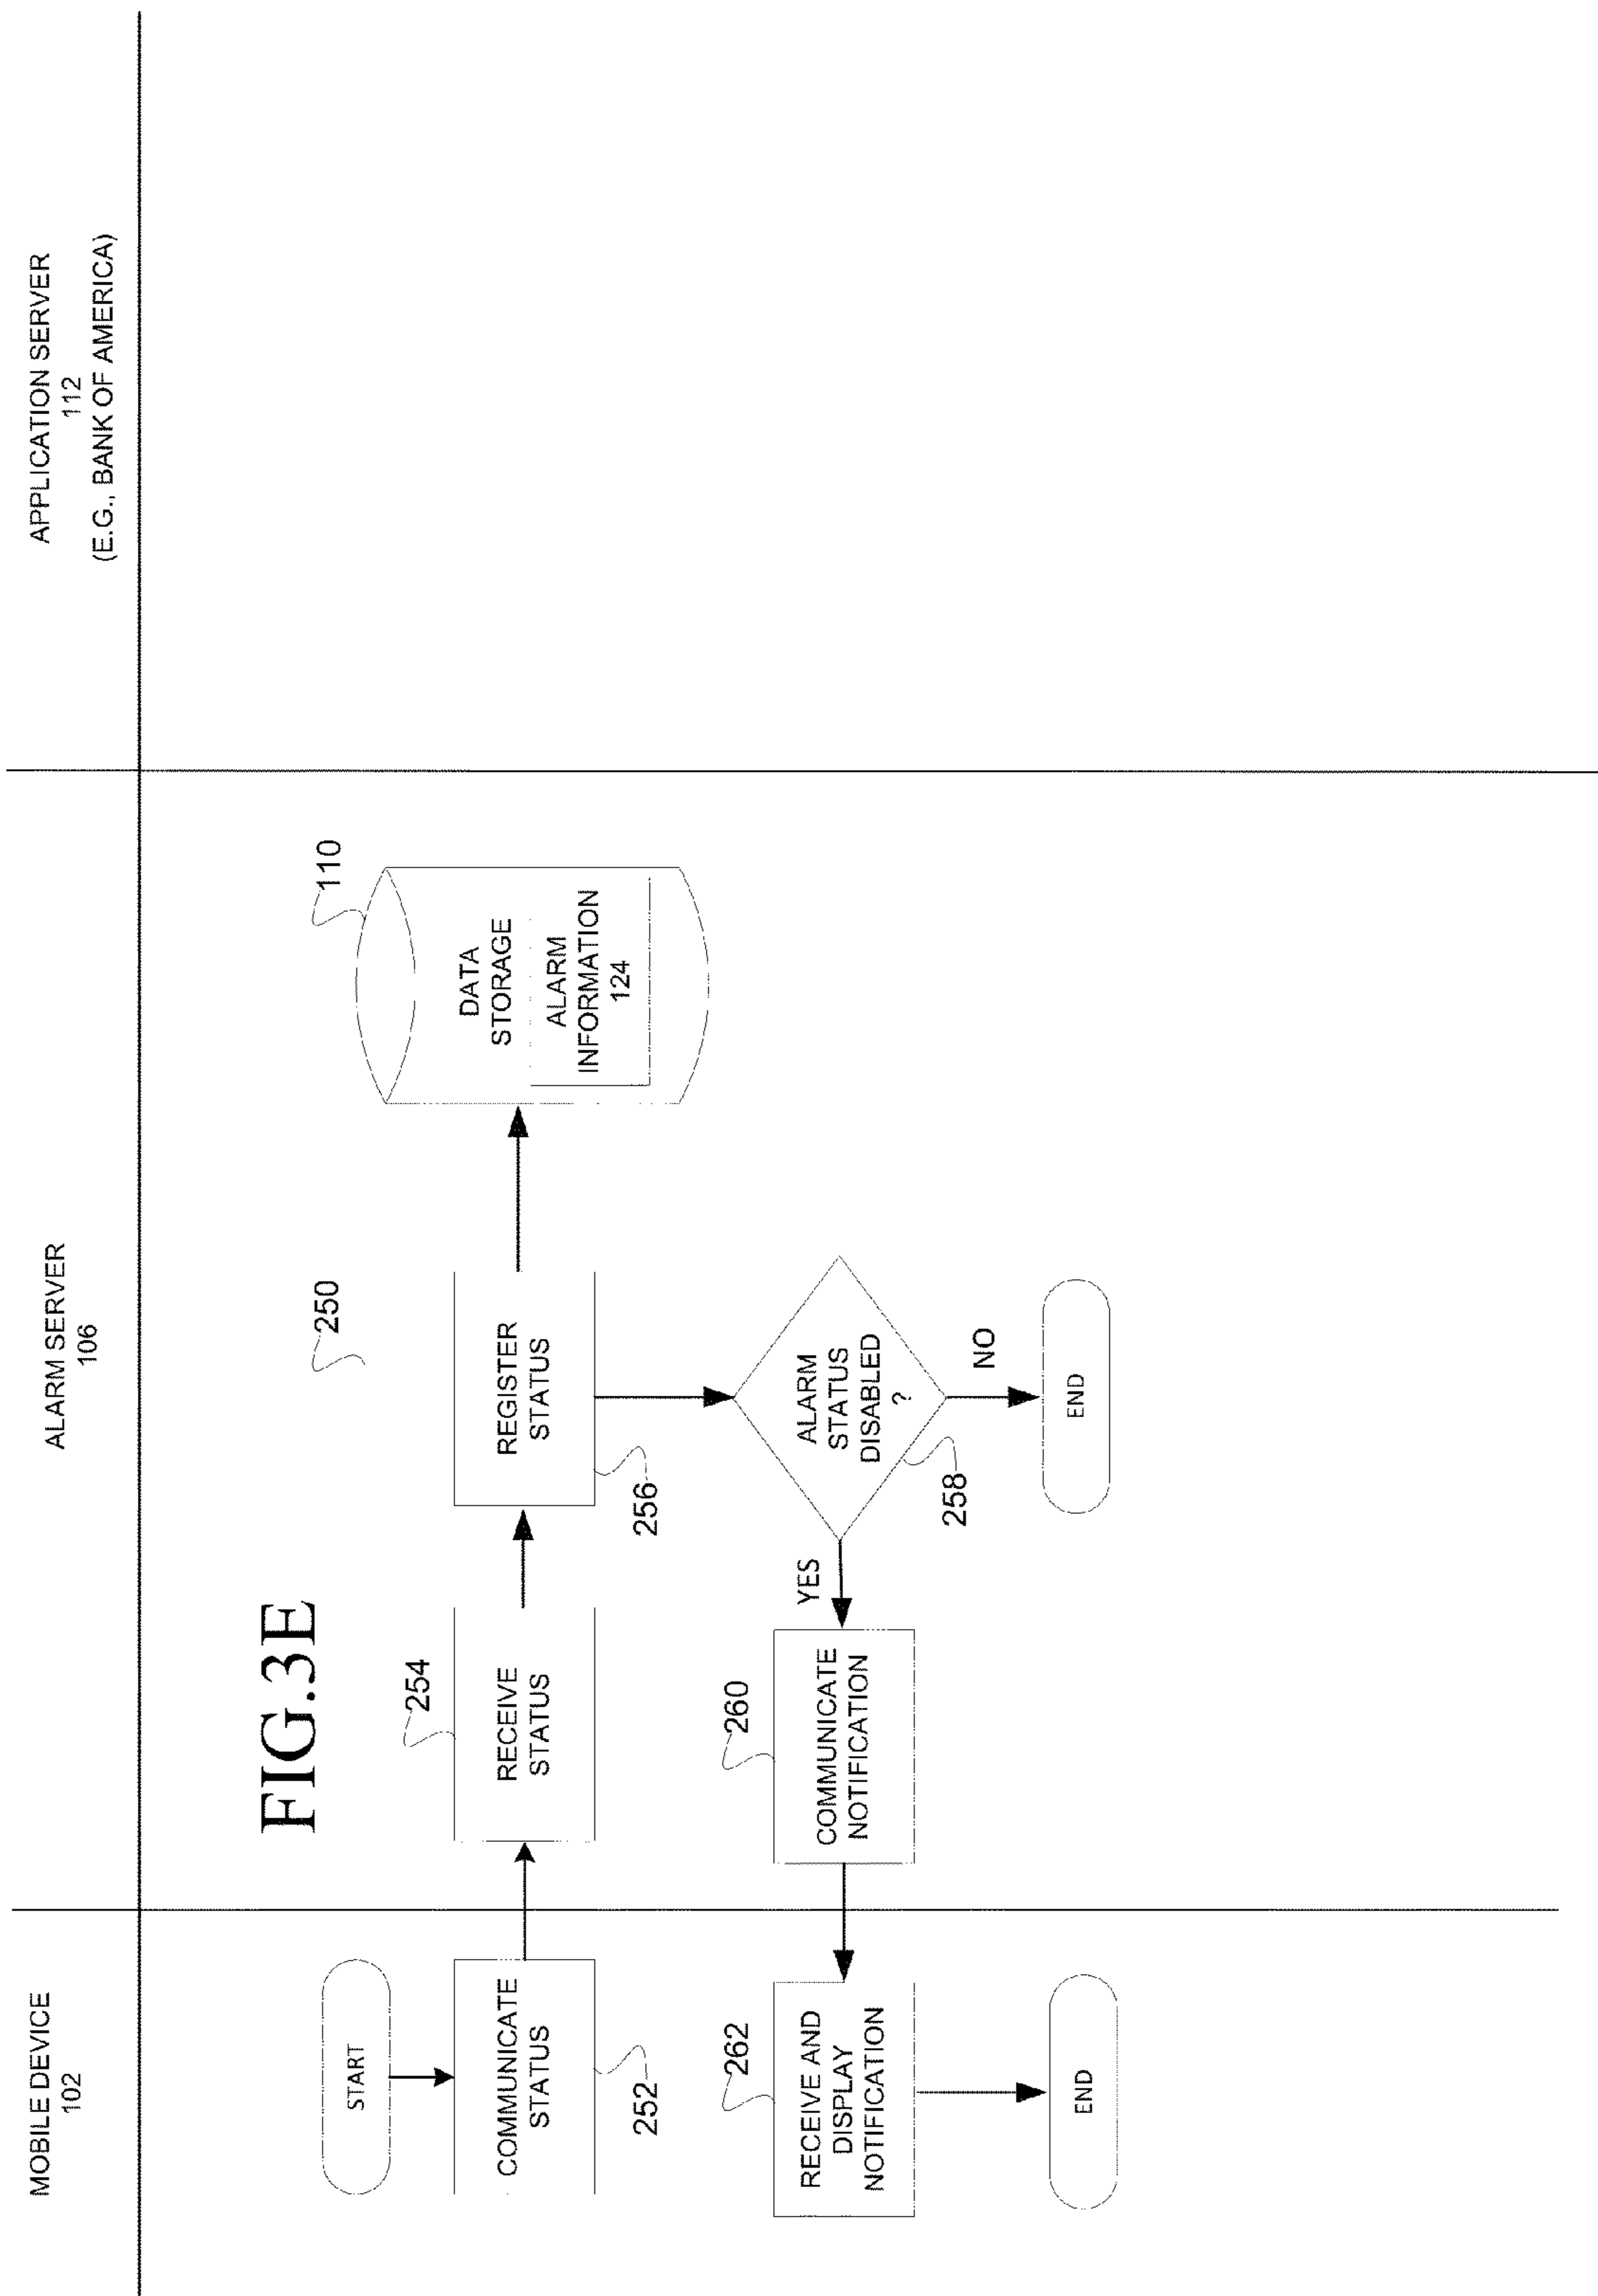 MOBILE DEVICE
102
ALARM SERVER
106
APPLICATION SERVER
112
(E.G., BANK OF AMERICA)
FIG.3E
250
START
COMMUNICATE
STATUS
252
254
RECEIVE
STATUS
REGISTER
STATUS
256
110
DATA
STORAGE
ALARM
INFORMATION
124
ALARM
STATUS
DISABLED
?
258
YES
NO
END
260
COMMUNICATE
NOTIFICATION
262
RECEIVE AND
DISPLAY
NOTIFICATION
END